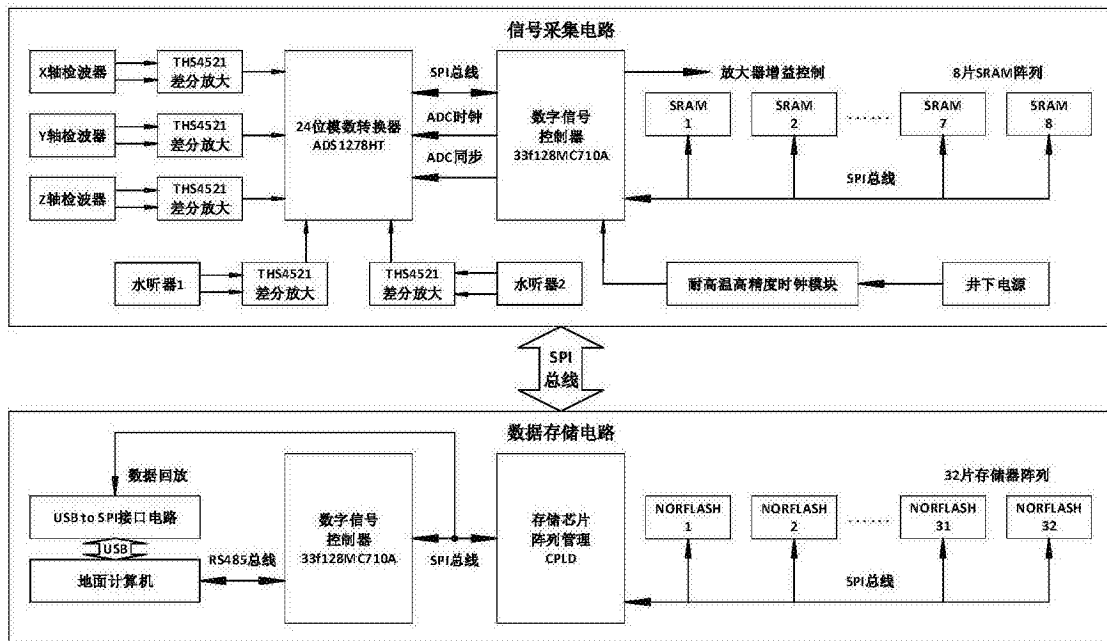 信号采集电路
X轴检波器
THS4521
差分放大
Y轴检波器
THS4521
差分放大
Z轴检波器
THS4521
差分放大
24位模数转换器
ADS1278HT
SPI总线
ADC时钟
ADC同步
数字信号
控制器
33f128MC710A
放大器增益控制
8片SRAM阵列
SRAM
1
SRAM
2
......
SRAM
7
SRAM
8
SPI总线
水听器1
THS4521
差分放大
THS4521
差分放大
水听器2
耐高温高精度时钟模块
井下电源
SPI
总线
数据存储电路
数据回放
USB to SPI接口电路
USB
地面计算机
RS485总线
数字信号
控制器
33f128MC710A
SPI总线
存储芯片
阵列管理
CPLD
32片存储器阵列
NORFLASH
1
NORFLASH
2
......
NORFLASH
31
NORFLASH
32
SPI总线